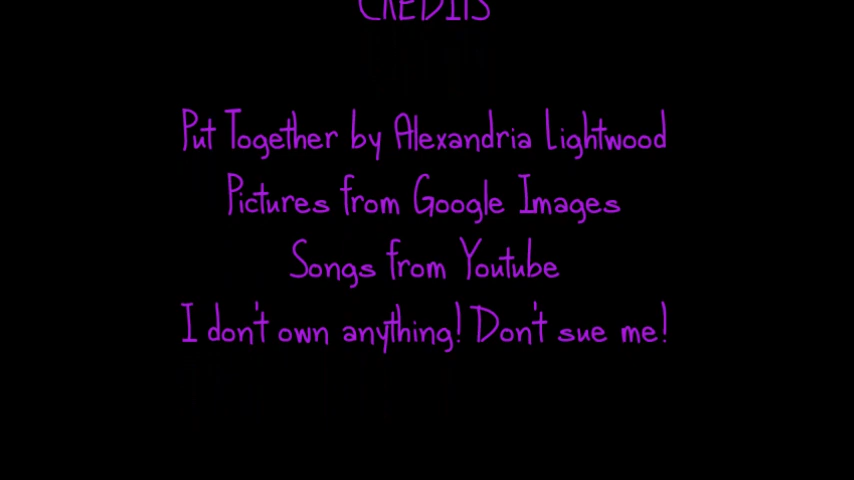 CREDITS
Put Together by Alexandria Lightwood
Pictures from Google Images
Songs from Youtube
I don't own anything! Don't sue me!